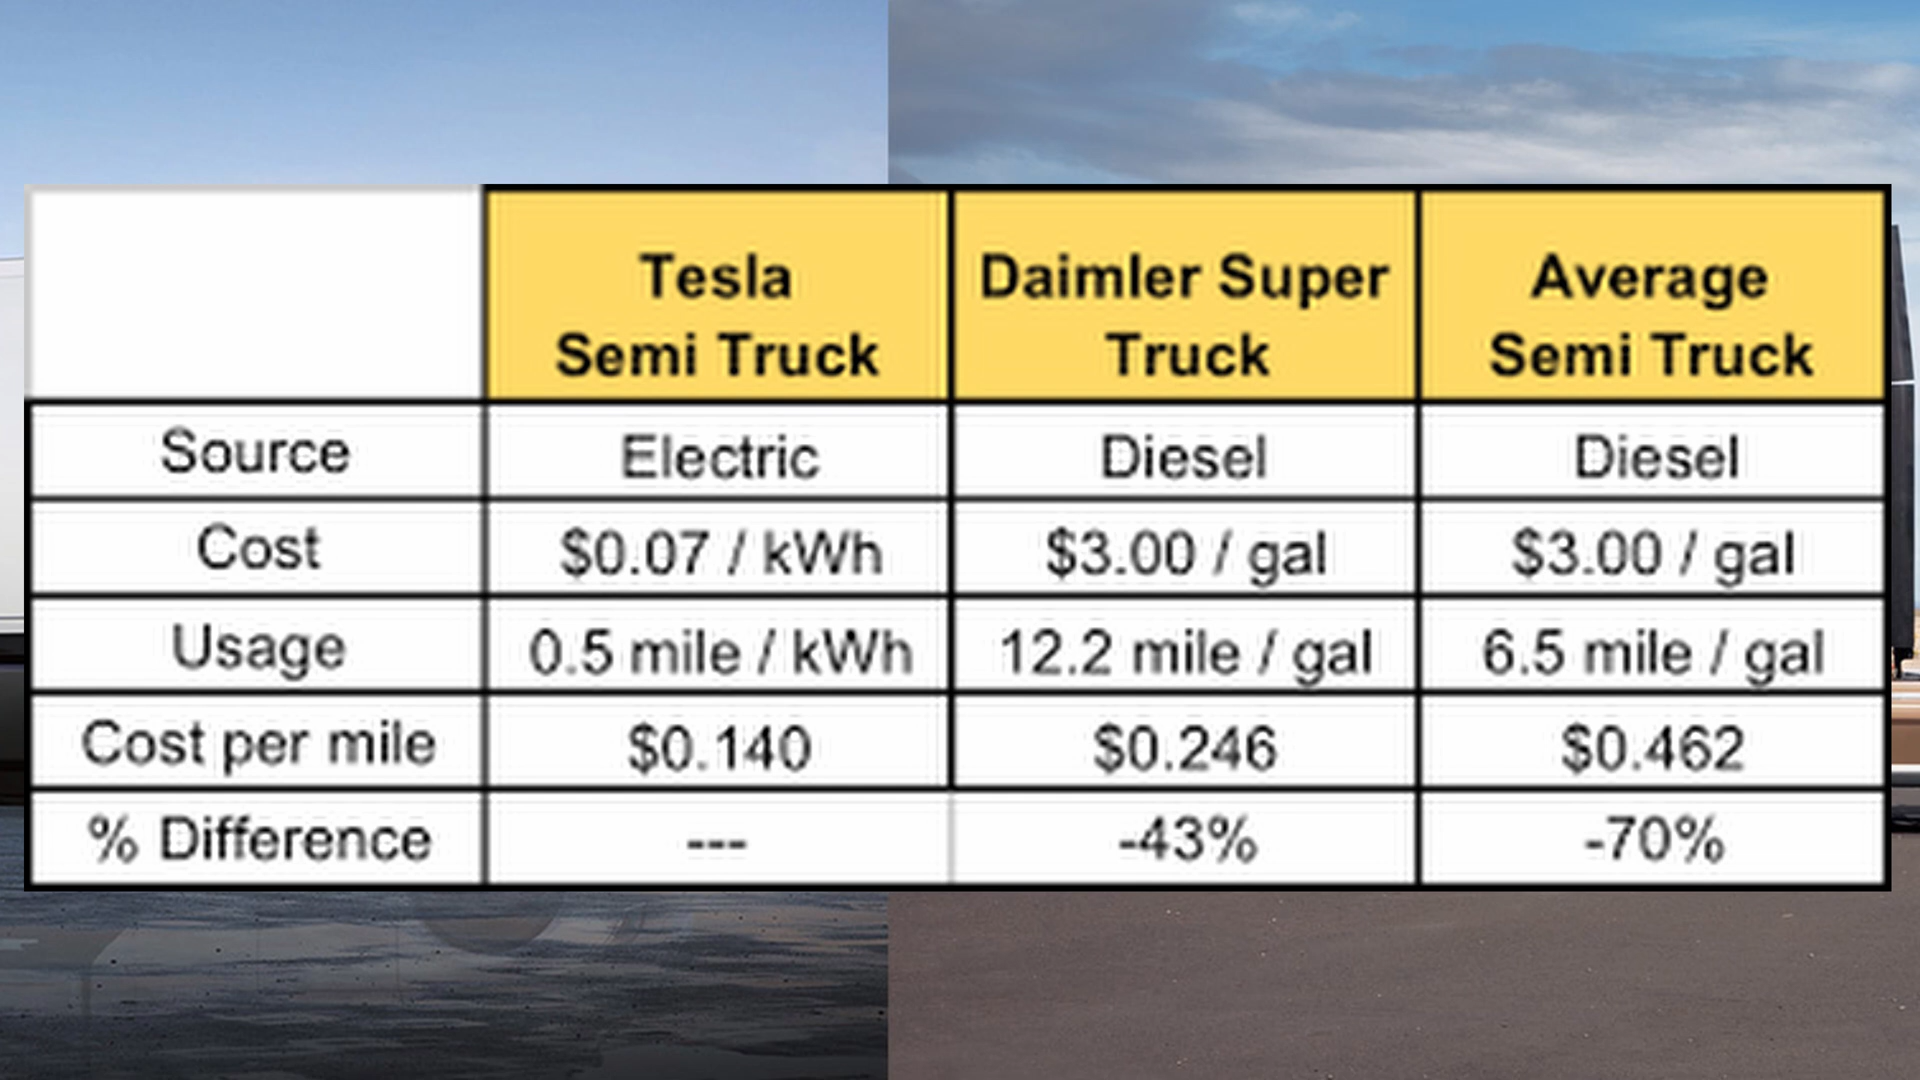 Tesla Semi Truck
Daimler Super Truck
Average Semi Truck
Source Electric Diesel Diesel
Cost $0.07 / kWh $3.00 / gal $3.00 / gal
Usage 0.5 mile / kWh 12.2 mile / gal 6.5 mile / gal
Cost per mile $0.140 $0.246 $0.462
% Difference --- -43% -70%